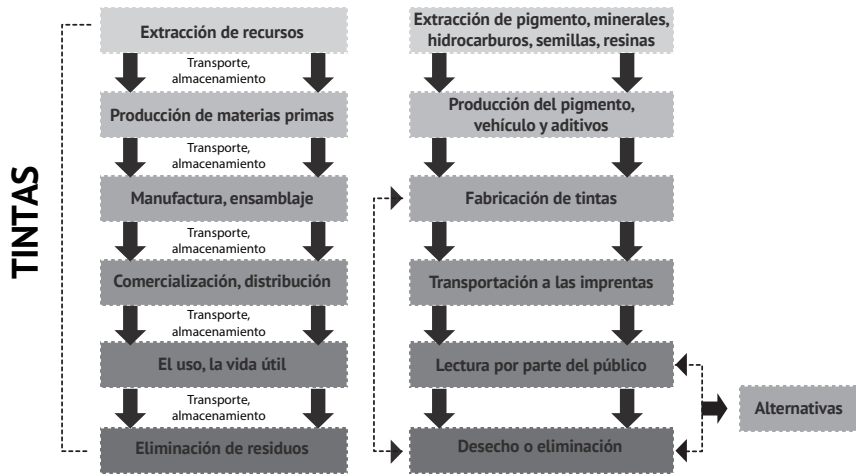 TINTAS
Extracción de recursos
Transporte,
almacenamiento
Producción de materias primas
Transporte,
almacenamiento
Manufactura, ensamblaje
Transporte,
almacenamiento
Comercialización, distribución
Transporte,
almacenamiento
El uso, la vida útil
Transporte,
almacenamiento
Eliminación de residuos
Extracción de pigmento, minerales,
hidrocarburos, semillas, resinas
Producción del pigmento,
vehículo y aditivos
Fabricación de tintas
Transportación a las imprentas
Lectura por parte del público
Desecho o eliminación
Alternativas